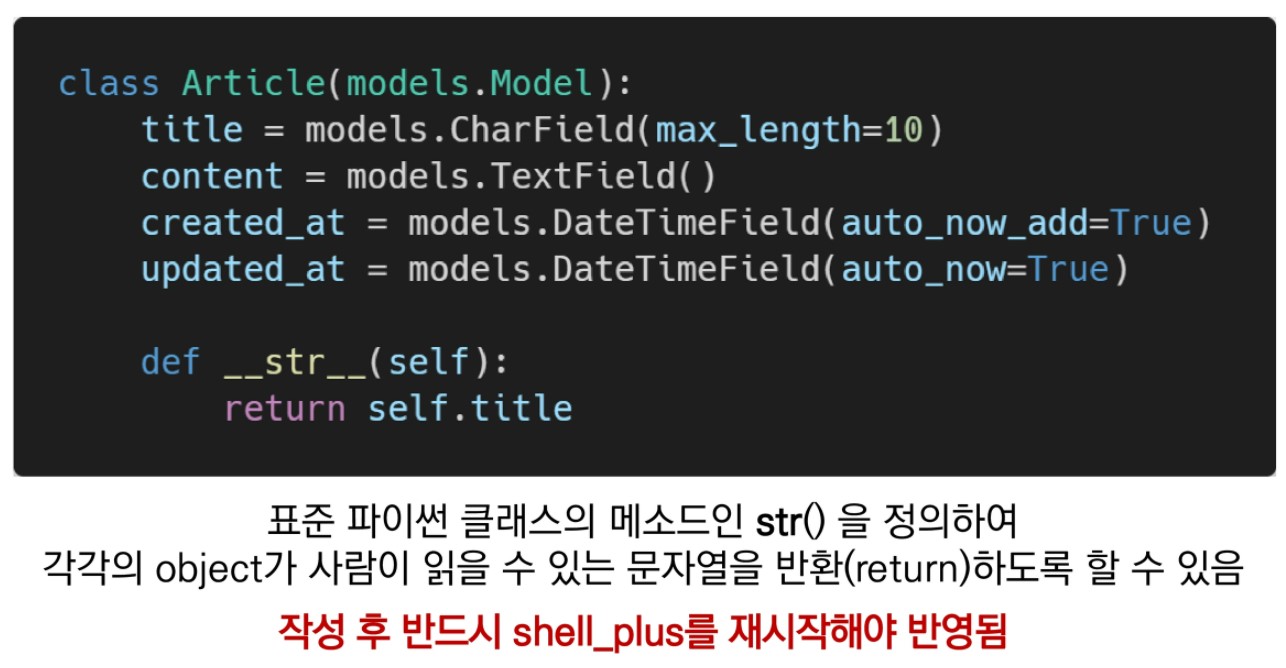 class Article(models.Model):
    title = models.CharField(max_length=10)
    content = models.TextField()
    created_at = models.DateTimeField(auto_now_add=True)
    updated_at = models.DateTimeField(auto_now=True)

    def __str__(self):
        return self.title
표준 파이썬 클래스의 메소드인 str() 을 정의하여
각각의 object가 사람이 읽을 수 있는 문자열을 반환(return)하도록 할 수 있음
작성 후 반드시 shell_plus를 재시작해야 반영됨